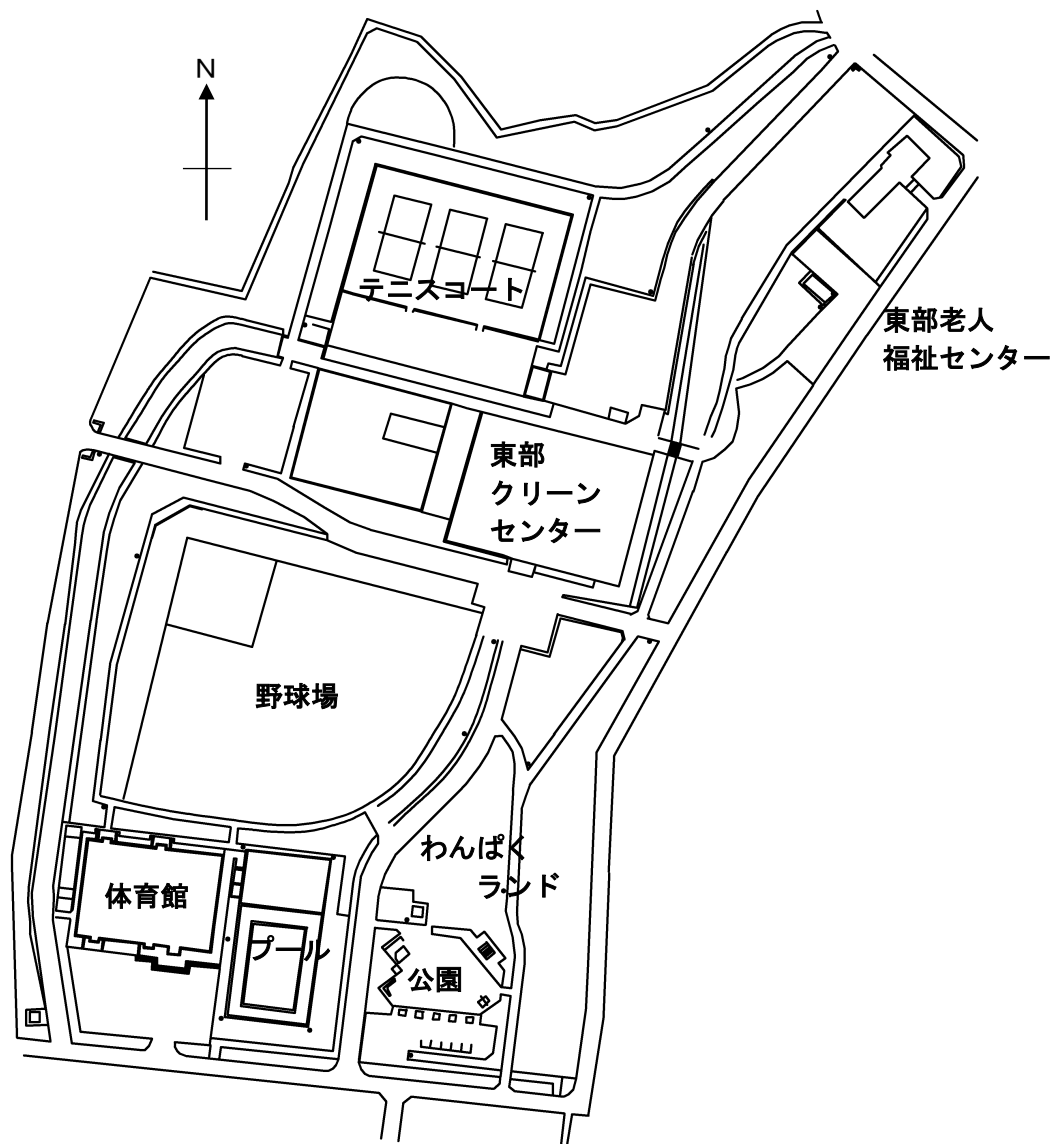 N
テニスコート
東部老人
福祉センター
東部
クリーン
センター
野球場
わんぱく
ランド
体育館
プール
公園